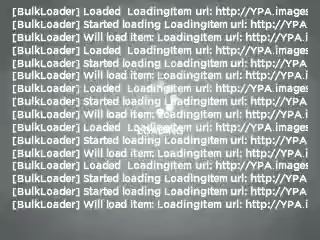 [BulkLoader] Loaded  LoadingItem url: http://YPA.images
[BulkLoader] Started loading LoadingItem url: http://YPA
[BulkLoader] Will load item: LoadingItem url: http://YPA.i
[BulkLoader] Loaded  LoadingItem url: http://YPA.images
[BulkLoader] Started loading LoadingItem url: http://YPA
[BulkLoader] Will load item: LoadingItem url: http://YPA.i
[BulkLoader] Loaded  LoadingItem url: http://YPA.images
[BulkLoader] Started loading LoadingItem url: http://YPA
[BulkLoader] Will load item: LoadingItem url: http://YPA.i
[BulkLoader] Loaded  LoadingItem url: http://YPA.images
LOADING
[BulkLoader] Started loading LoadingItem url: http://YPA
[BulkLoader] Will load item: LoadingItem url: http://YPA.i
[BulkLoader] Loaded  LoadingItem url: http://YPA.images
[BulkLoader] Will load item: LoadingItem url: http://YPA.i
[BulkLoader] Started loading LoadingItem url: http://YPA
[BulkLoader] Will load item: LoadingItem url: http://YPA.i